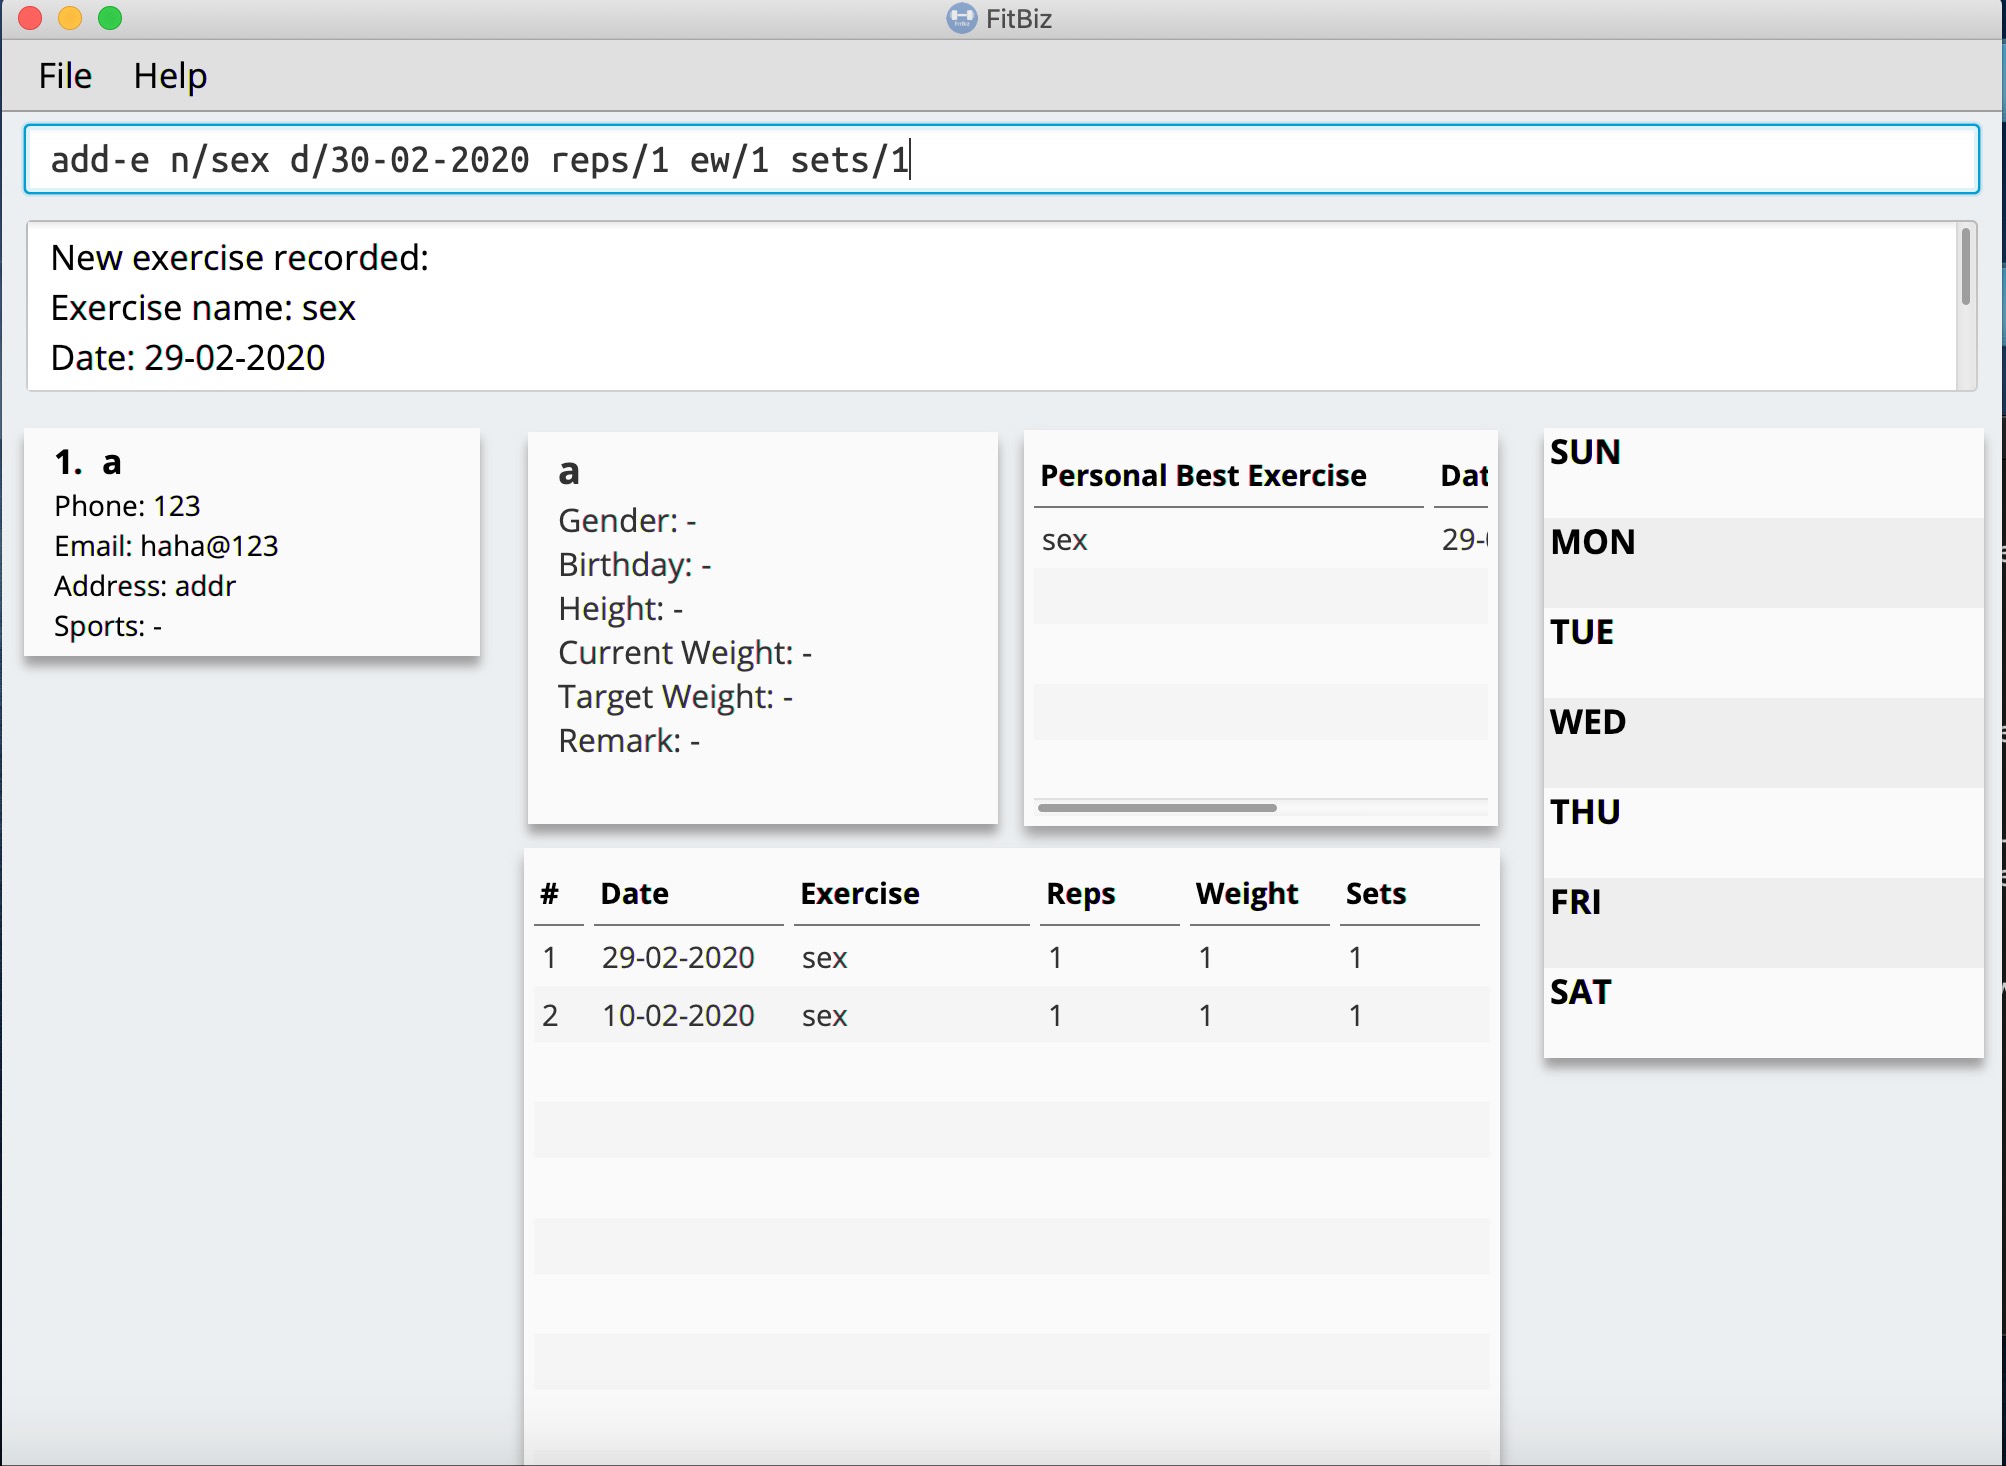 FitBiz
File Help
add-e n/sex d/30-02-2020 reps/1 ew/1 sets/1
New exercise recorded:
Exercise name: sex
Date: 29-02-2020
1. a
Phone: 123
Email: haha@123
Address: addr
Sports: -
a
Gender: -
Birthday: -
Height: -
Current Weight: -
Target Weight: -
Remark: -
Personal Best Exercise Dat
sex 29-
# Date Exercise Reps Weight Sets
1 29-02-2020 sex 1 1 1
2 10-02-2020 sex 1 1 1
SUN
MON
TUE
WED
THU
FRI
SAT